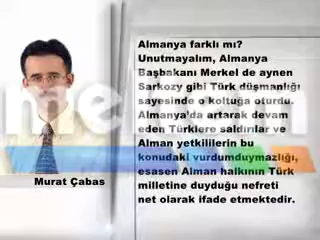 Almanya farklı mı?
Unutmayalım, Almanya
Başbakanı Merkel de aynen
Sarkozy gibi Türk düşmanlığı
sayesinde o koltuğa oturdu.
Almanya'da artarak devam
eden Türklere saldırılar ve
Alman yetkililerin bu
konudaki vurdumduymazlığı,
esasen Alman halkının Türk
milletine duyduğu nefreti
net olarak ifade etmektedir.
Murat Çabas